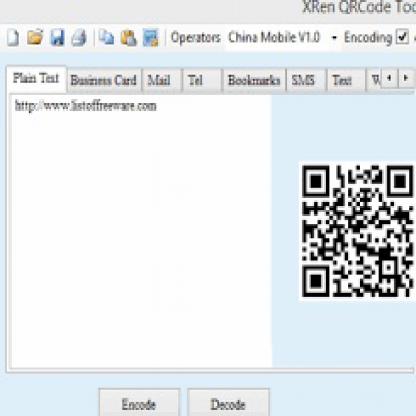 XRen QRCode Too
Operators China Mobile V1.0 Encoding
Plain Text Business Card Mail Tel Bookmarks SMS Text W
http://www.listoffreeware.com
Encode Decode